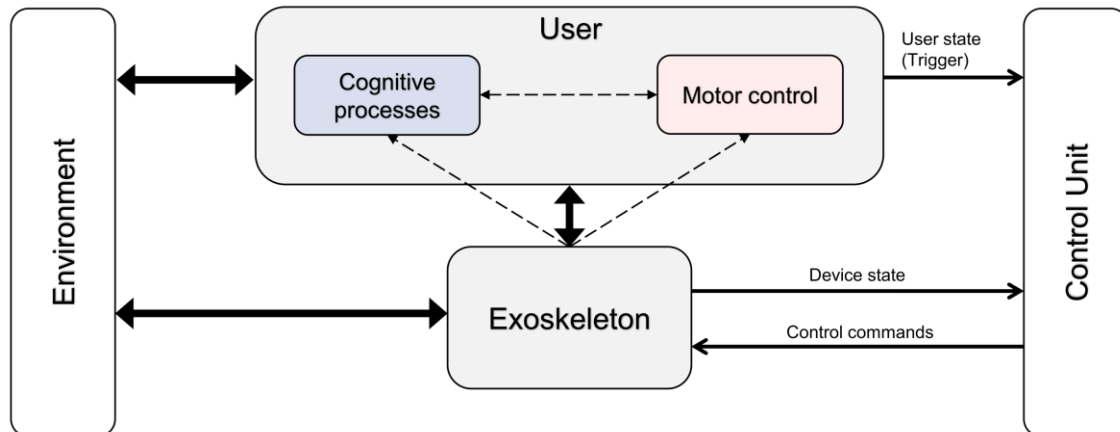 User
Cognitive
processes
Motor control
User state
(Trigger)
Environment
Control Unit
Exoskeleton
Device state
Control commands